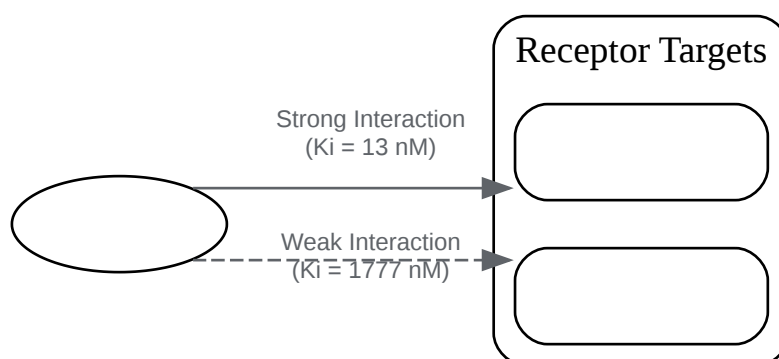 Receptor Targets
Strong Interaction
(Ki = 13 nM)
Weak Interaction
(Ki = 1777 nM)